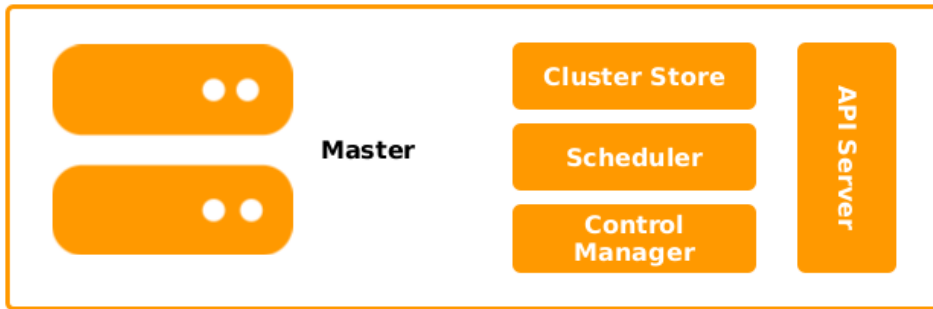 Master
Cluster Store
Scheduler
Control
Manager
API Server